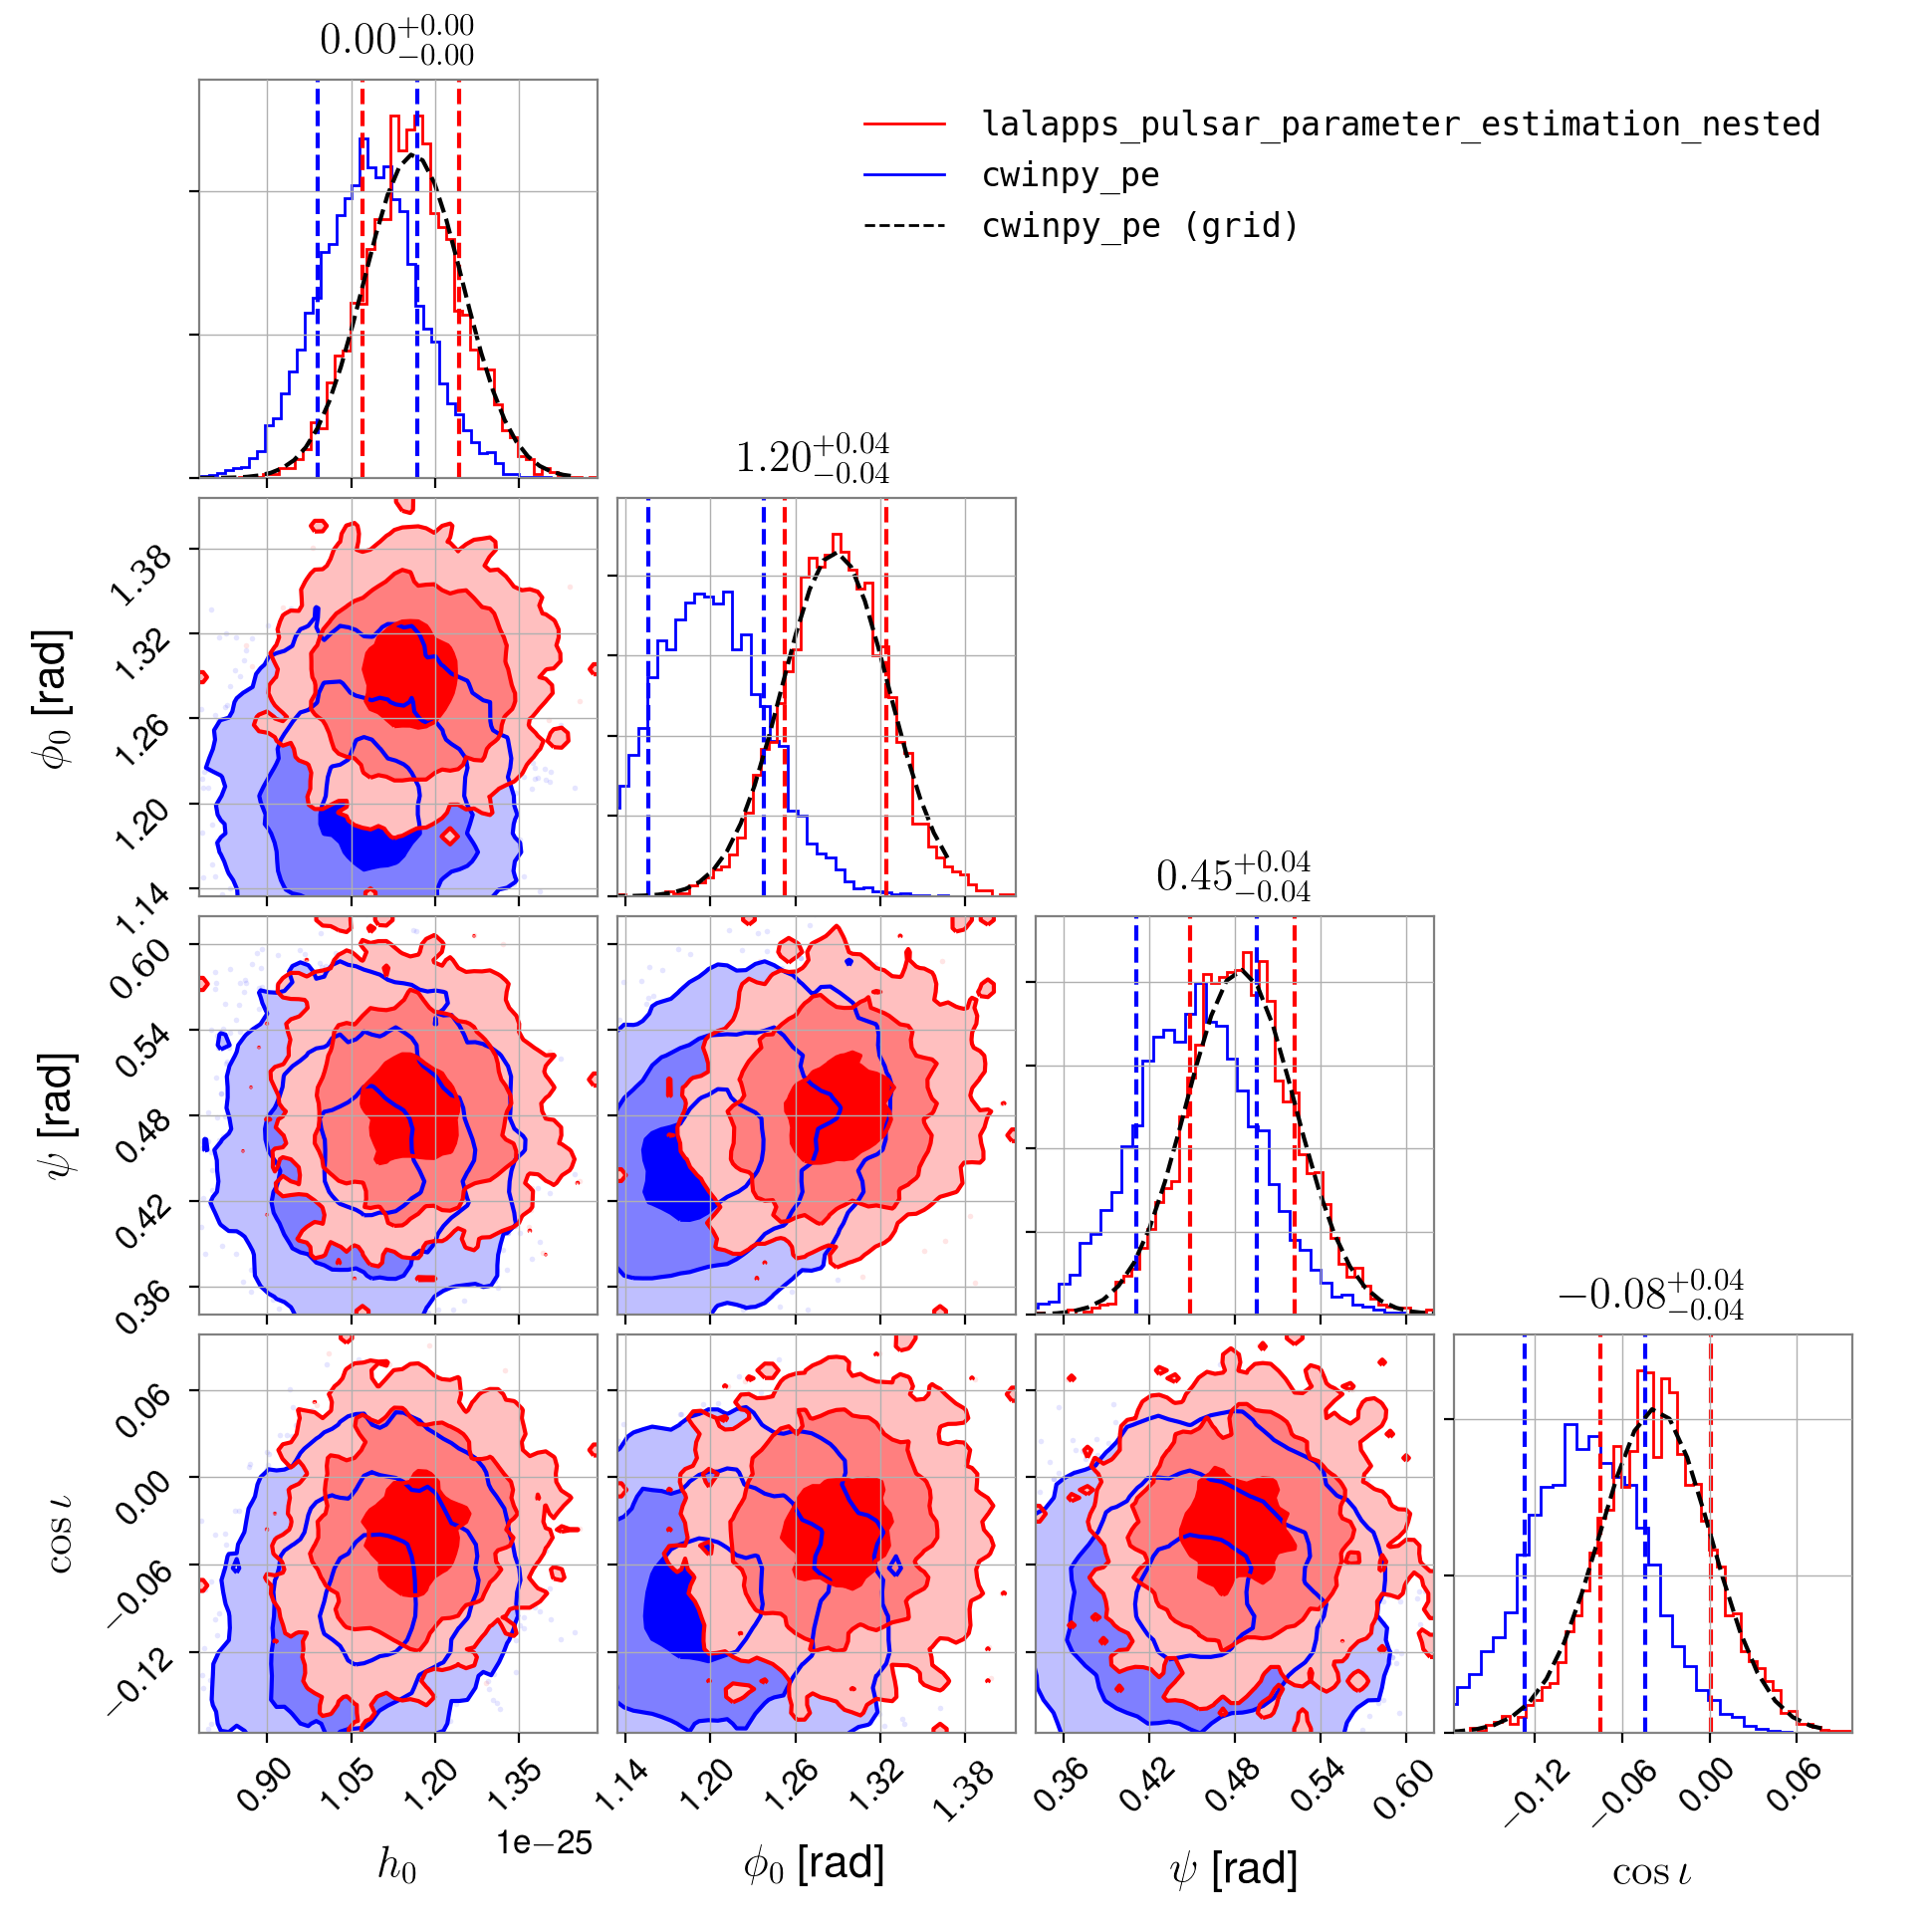 0.00+0.00−0.00
lalapps_pulsar_parameter_estimation_nested
cwinpy_pe
cwinpy_pe (grid)
1.20+0.04−0.04
1.38
1.32
1.26
1.20
1.14
ϕ0 [rad]
0.45+0.04−0.04
0.60
0.54
0.48
0.42
0.36
ψ [rad]
−0.08+0.04−0.04
0.06
0.00
−0.06
−0.12
cos ι
0.90 1.05 1.20 1.35
1.14 1.20 1.26 1.32 1.38
0.36 0.42 0.48 0.54 0.60
−0.12 −0.06 0.00 0.06
1e−25
h0
ϕ0 [rad]
ψ [rad]
cos ι